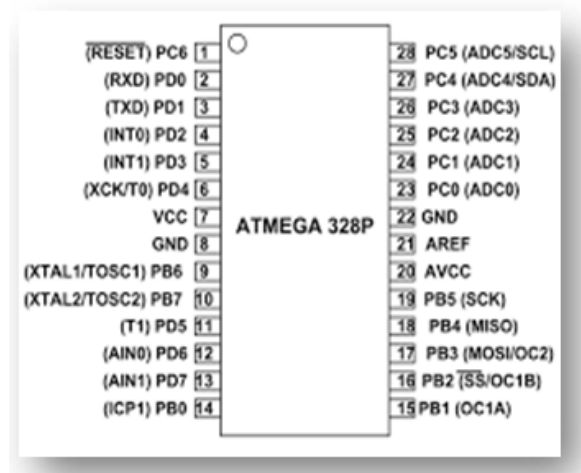 (RESET) PC6 1
(RXD) PD0 2
(TXD) PD1 3
(INT0) PD2 4
(INT1) PD3 5
(XCK/T0) PD4 6
VCC 7
GND 8
(XTAL1/TOSC1) PB6 9
(XTAL2/TOSC2) PB7 10
(T1) PD5 11
(AIN0) PD6 12
(AIN1) PD7 13
(ICP1) PB0 14
ATMEGA 328P
28 PC5 (ADC5/SCL)
27 PC4 (ADC4/SDA)
26 PC3 (ADC3)
25 PC2 (ADC2)
24 PC1 (ADC1)
23 PC0 (ADC0)
22 GND
21 AREF
20 AVCC
19 PB5 (SCK)
18 PB4 (MISO)
17 PB3 (MOSI/OC2)
16 PB2 (SS/OC1B)
15 PB1 (OC1A)